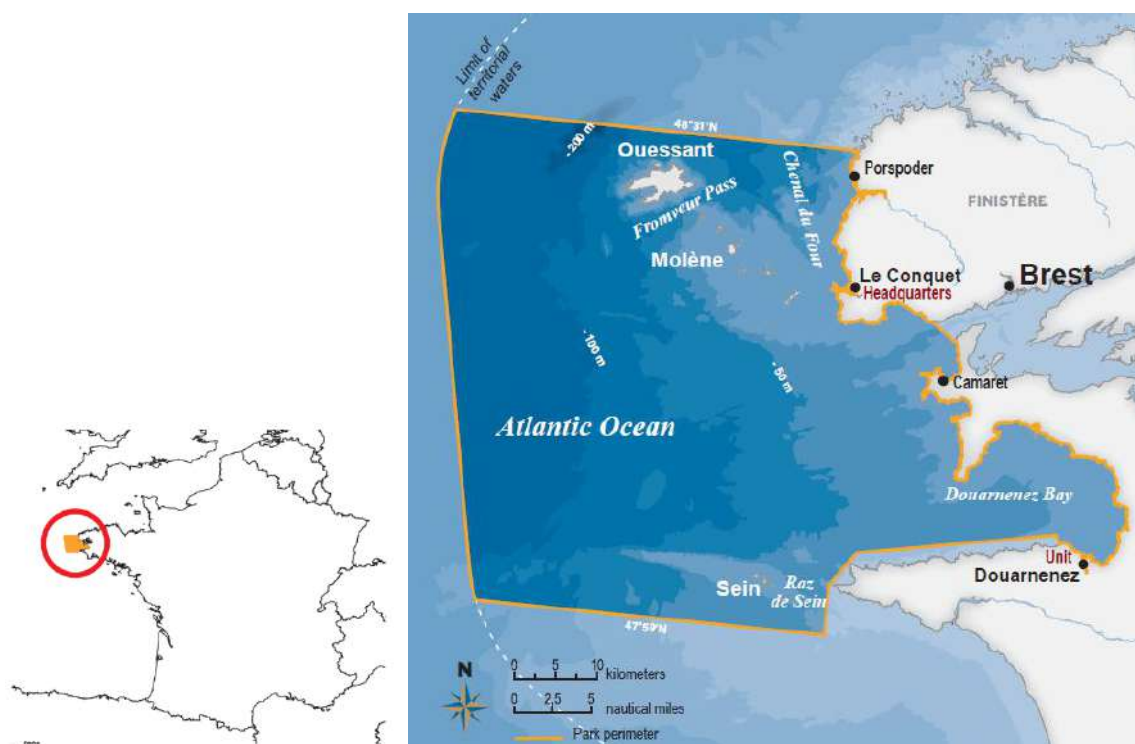 Limit of
territorial
waters
- 200 m
48°31'N
Ouessant
Fromveur Pass
Chenal du Four
Porspoder
FINISTÈRE
Molène
Le Conquet
Headquarters
Brest
- 100 m
- 50 m
Camaret
Atlantic Ocean
Douarnenez Bay
Unit
Douarnenez
Sein
Raz
de Sein
47°59'N
N
0 5 10
kilometers
0 2,5 5
nautical miles
Park perimeter